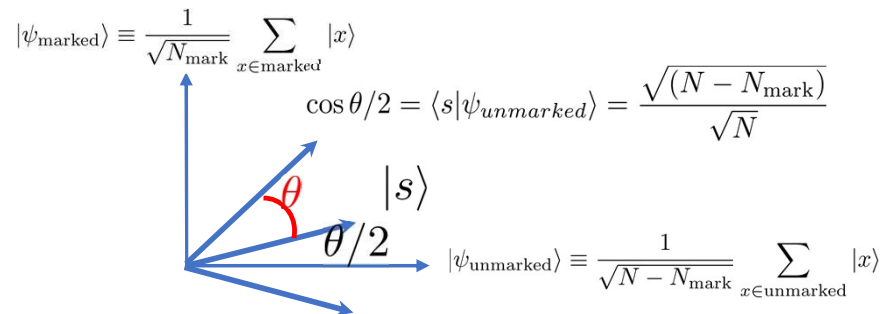 |ψ_marked⟩ ≡ 1/√N_mark ∑_{x∈marked} |x⟩
cos θ/2 = ⟨s|ψ_unmarked⟩ = √(N − N_mark)/√N
θ
|s⟩
θ/2
|ψ_unmarked⟩ ≡ 1/√(N − N_mark) ∑_{x∈unmarked} |x⟩